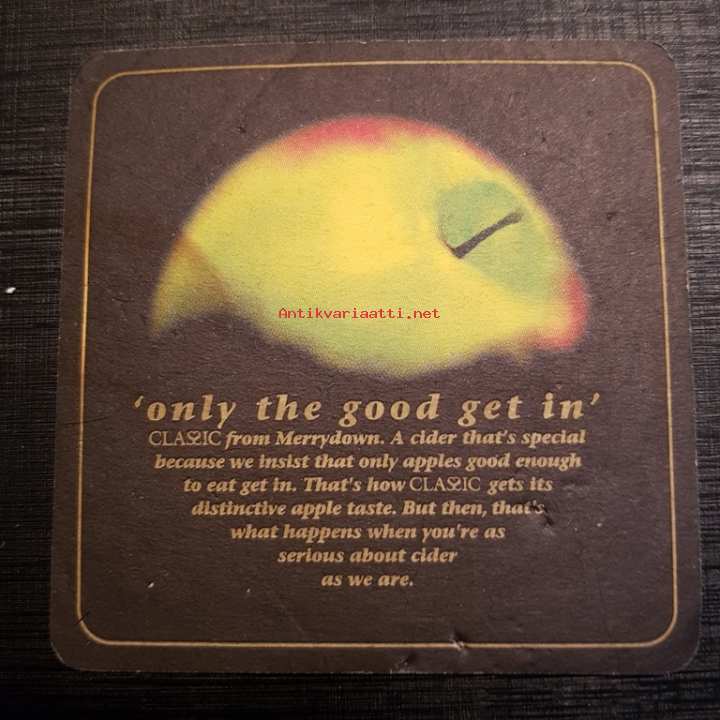 Antikvariaatti.net
'only the good get in'
CLASSIC from Merrydown. A cider that's special
because we insist that only apples good enough
to eat get in. That's how CLASSIC gets its
distinctive apple taste. But then, that's
what happens when you're as
serious about cider
as we are.